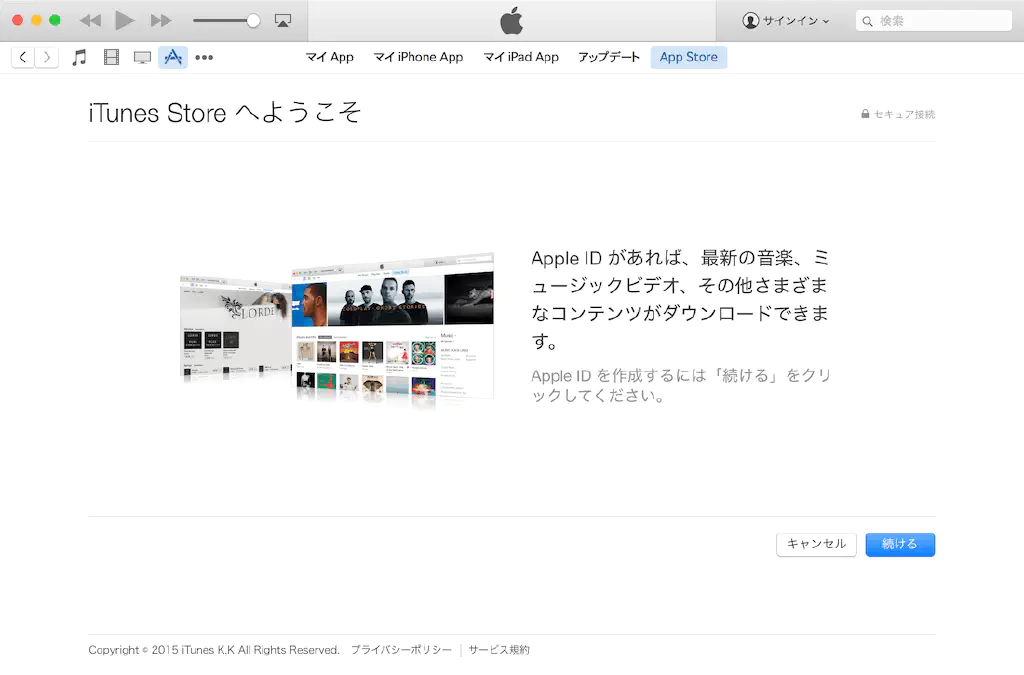 サインイン
検索
マイ App マイ iPhone App マイ iPad App アップデート App Store
iTunes Store へようこそ
セキュア接続
LORDE
COLDPLAY · GHOST STORIES
Apple ID があれば、最新の音楽、ミ
ュージックビデオ、その他さまざま
なコンテンツがダウンロードできま
す。
Apple ID を作成するには「続ける」をクリ
ックしてください。
キャンセル 続ける
Copyright © 2015 iTunes K.K All Rights Reserved. プライバシーポリシー | サービス規約